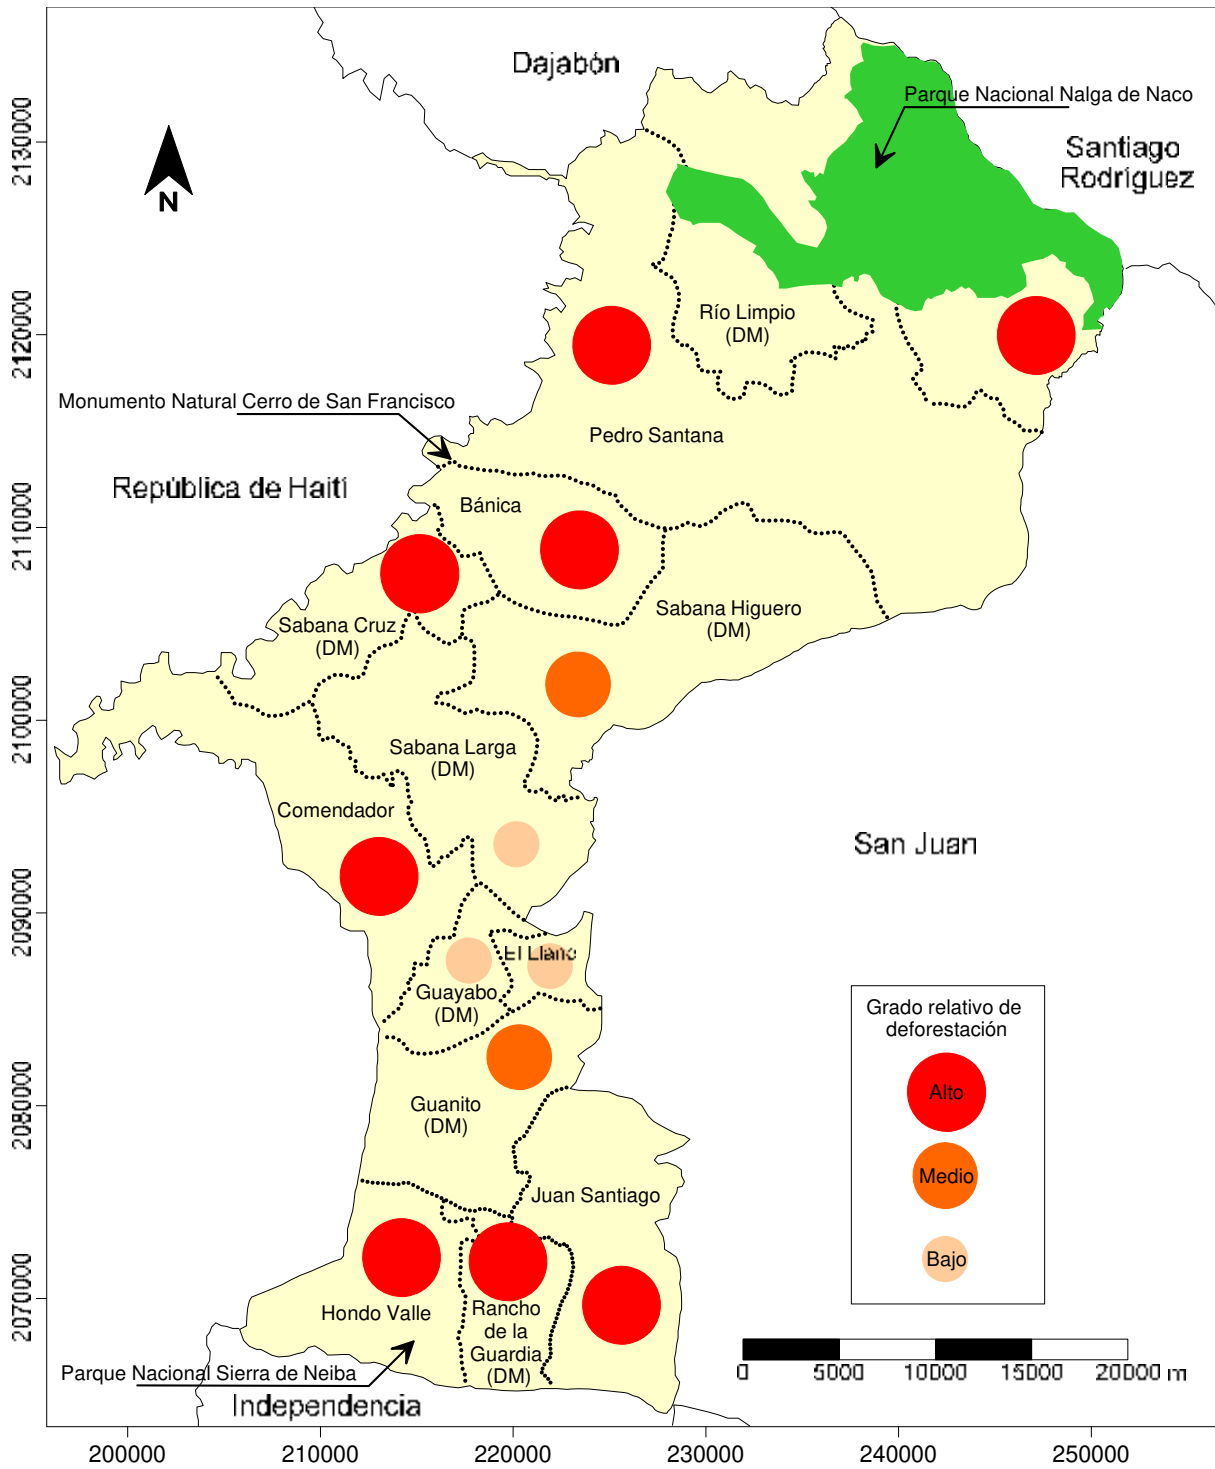 Dajabón
Parque Nacional Nalga de Naco
Santiago
Rodríguez
N
Río Limpio
(DM)
Monumento Natural Cerro de San Francisco
Pedro Santana
República de Haití
Bánica
Sabana Higuero
(DM)
Sabana Cruz
(DM)
Sabana Larga
(DM)
Comendador
San Juan
El Llano
Guayabo
(DM)
Grado relativo de
deforestación
Alto
Medio
Bajo
Guanito
(DM)
Juan Santiago
Hondo Valle
Rancho
de la
Guardia
(DM)
Parque Nacional Sierra de Neiba
Independencia
0 5000 10000 15000 20000 m
2130000
2120000
2110000
2100000
2090000
2080000
2070000
200000 210000 220000 230000 240000 250000